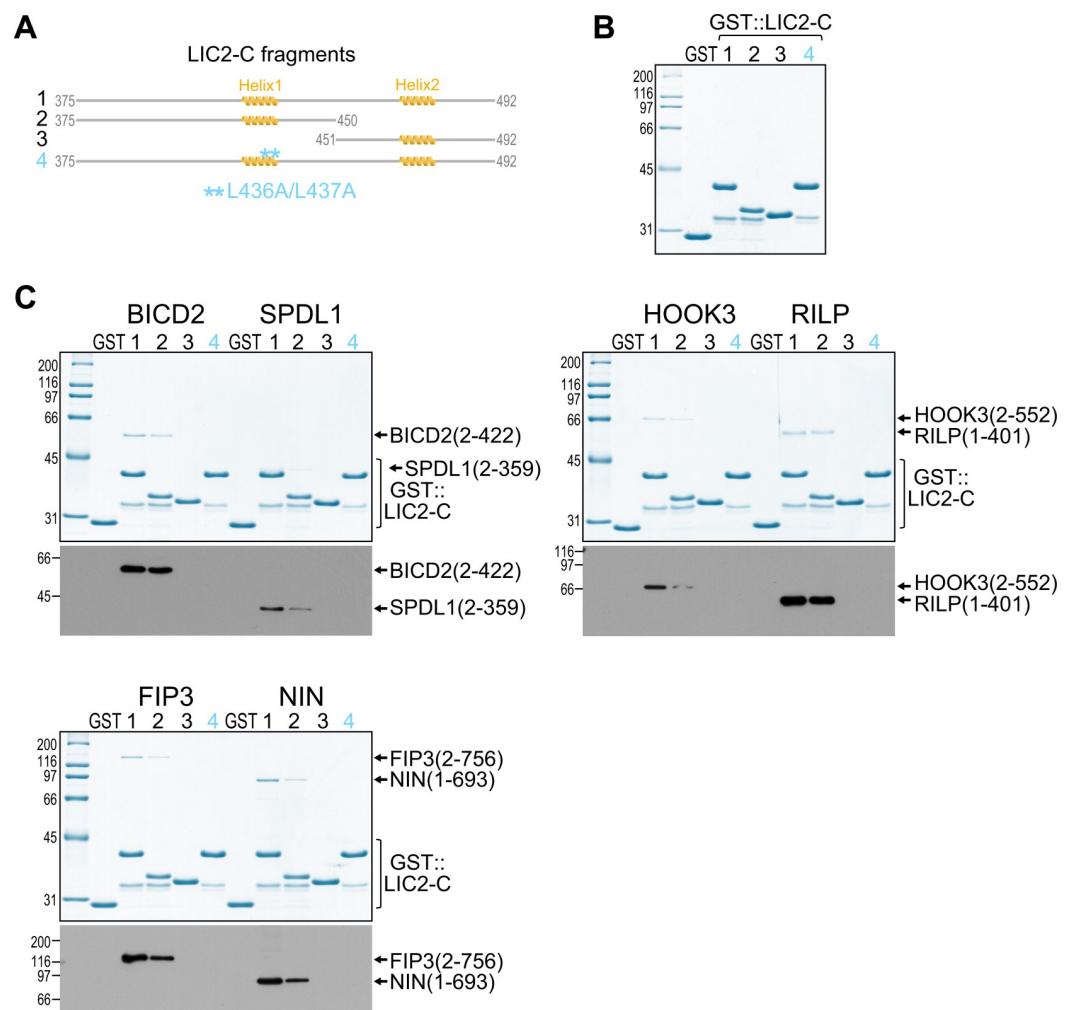 A
LIC2-C fragments
Helix1 Helix2
1 375 492
2 375 450
3 451 492
4 375 ** 492
**L436A/L437A
B
GST::LIC2-C
GST 1 2 3 4
200
116
97
66
45
31
C
BICD2 SPDL1
GST 1 2 3 4 GST 1 2 3 4
200
116
97
66
45
31
BICD2(2-422)
SPDL1(2-359)
GST::
LIC2-C
66
45
BICD2(2-422)
SPDL1(2-359)
HOOK3 RILP
GST 1 2 3 4 GST 1 2 3 4
200
116
97
66
45
31
HOOK3(2-552)
RILP(1-401)
GST::
LIC2-C
116
97
66
HOOK3(2-552)
RILP(1-401)
FIP3 NIN
GST 1 2 3 4 GST 1 2 3 4
200
116
97
66
45
31
FIP3(2-756)
NIN(1-693)
GST::
LIC2-C
200
116
97
66
FIP3(2-756)
NIN(1-693)